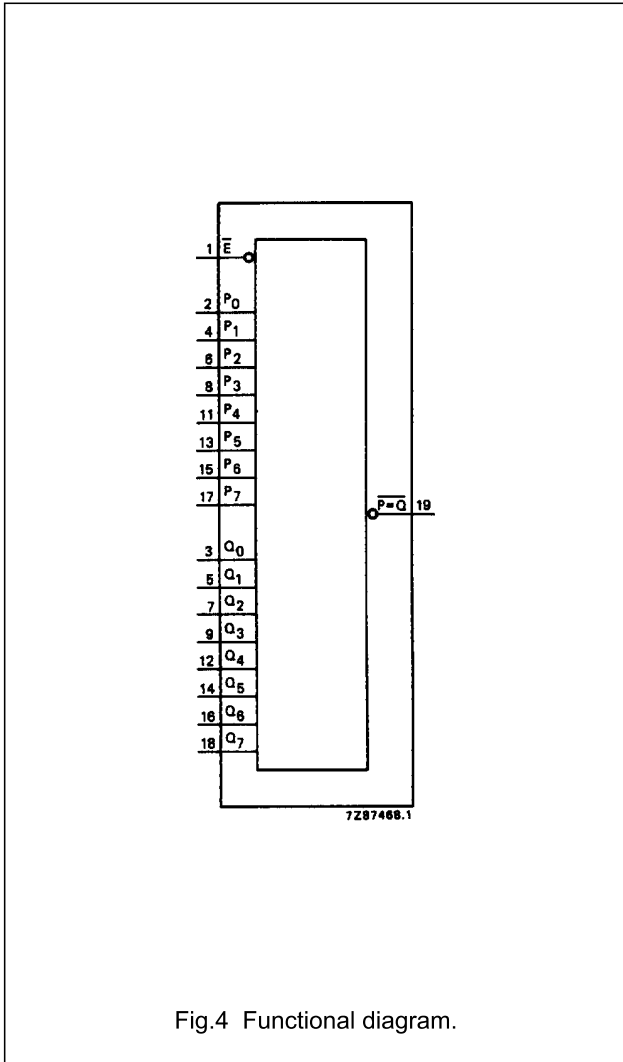 1 E̅
2 P₀
4 P₁
6 P₂
8 P₃
11 P₄
13 P₅
15 P₆
17 P₇
P̅=̅Q̅ 19
3 Q₀
5 Q₁
7 Q₂
9 Q₃
12 Q₄
14 Q₅
16 Q₆
18 Q₇
7Z87468.1
Fig.4 Functional diagram.